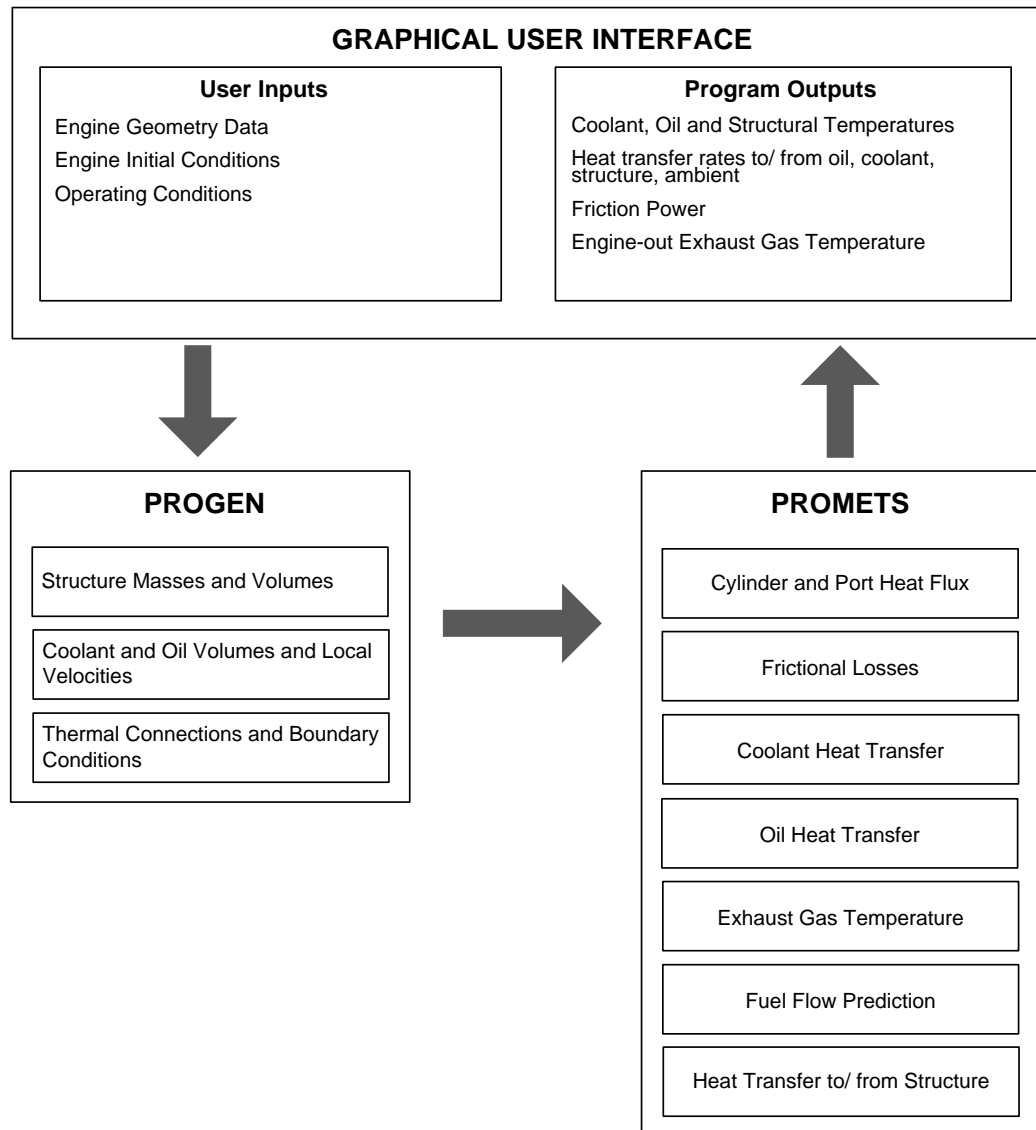 GRAPHICAL USER INTERFACE
User Inputs
Engine Geometry Data
Engine Initial Conditions
Operating Conditions
Program Outputs
Coolant, Oil and Structural Temperatures
Heat transfer rates to/ from oil, coolant,
structure, ambient
Friction Power
Engine-out Exhaust Gas Temperature
PROGEN
Structure Masses and Volumes
Coolant and Oil Volumes and Local
Velocities
Thermal Connections and Boundary
Conditions
PROMETS
Cylinder and Port Heat Flux
Frictional Losses
Coolant Heat Transfer
Oil Heat Transfer
Exhaust Gas Temperature
Fuel Flow Prediction
Heat Transfer to/ from Structure